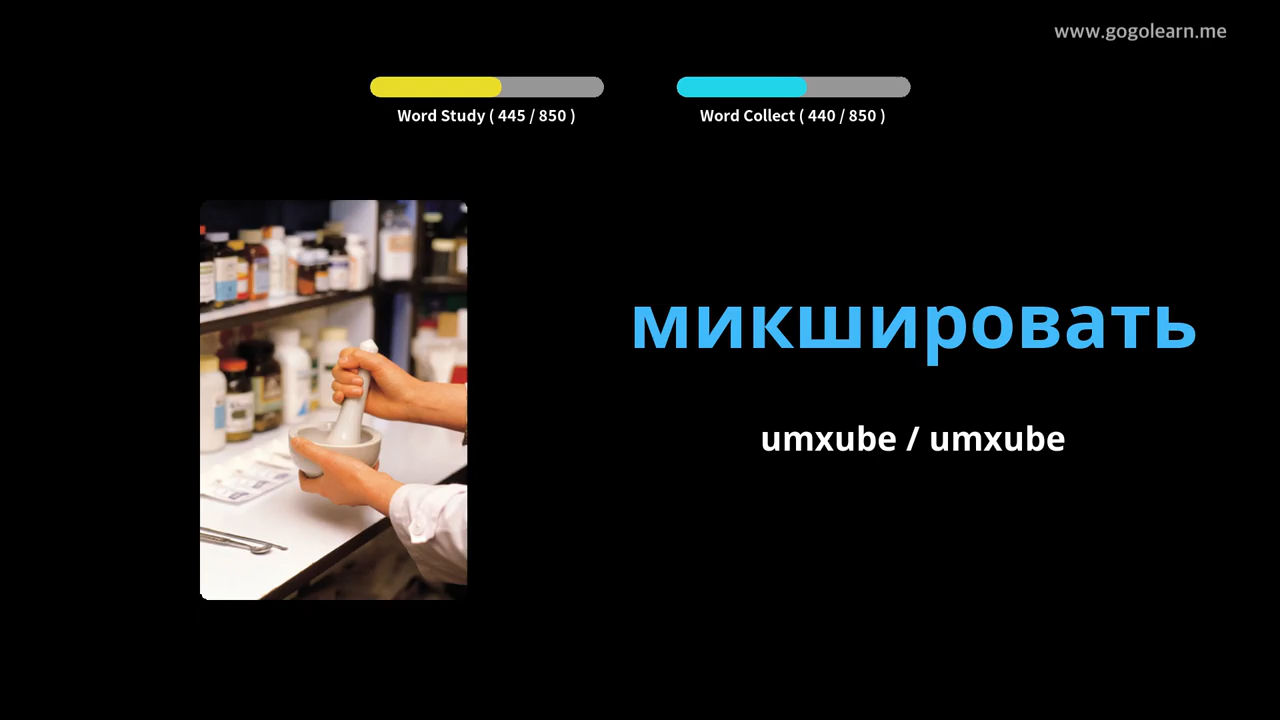 www.gogolearn.me
Word Study ( 445 / 850 )
Word Collect ( 440 / 850 )
микшировать
umxube / umxube